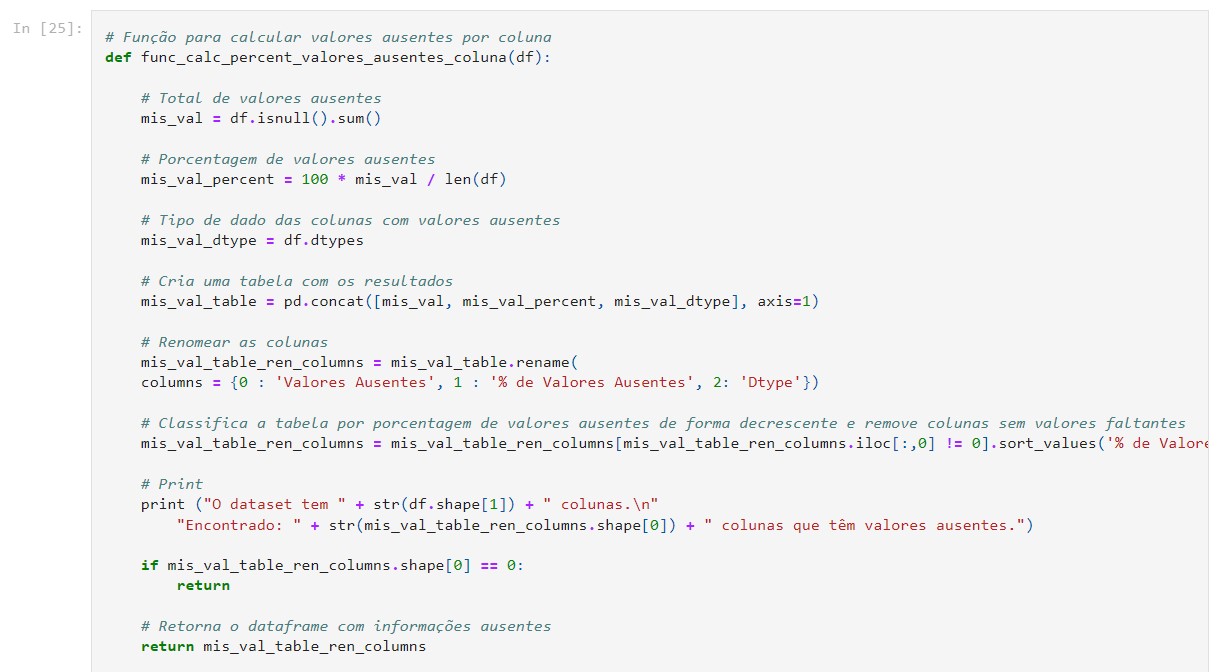 In [25]:
# Função para calcular valores ausentes por coluna
def func_calc_percent_valores_ausentes_coluna(df):
# Total de valores ausentes
mis_val = df.isnull().sum()
# Porcentagem de valores ausentes
mis_val_percent = 100 * mis_val / len(df)
# Tipo de dado das colunas com valores ausentes
mis_val_dtype = df.dtypes
# Cria uma tabela com os resultados
mis_val_table = pd.concat([mis_val, mis_val_percent, mis_val_dtype], axis=1)
# Renomear as colunas
mis_val_table_ren_columns = mis_val_table.rename(
columns = {0 : 'Valores Ausentes', 1 : '% de Valores Ausentes', 2: 'Dtype'})
# Classifica a tabela por porcentagem de valores ausentes de forma decrescente e remove colunas sem valores faltantes
mis_val_table_ren_columns = mis_val_table_ren_columns[mis_val_table_ren_columns.iloc[:,0] != 0].sort_values('% de
# Print
print ("O dataset tem " + str(df.shape[1]) + " colunas.\n"
"Encontrado: " + str(mis_val_table_ren_columns.shape[0]) + " colunas que têm valores ausentes.")
if mis_val_table_ren_columns.shape[0] == 0:
return
# Retorna o dataframe com informações ausentes
return mis_val_table_ren_columns